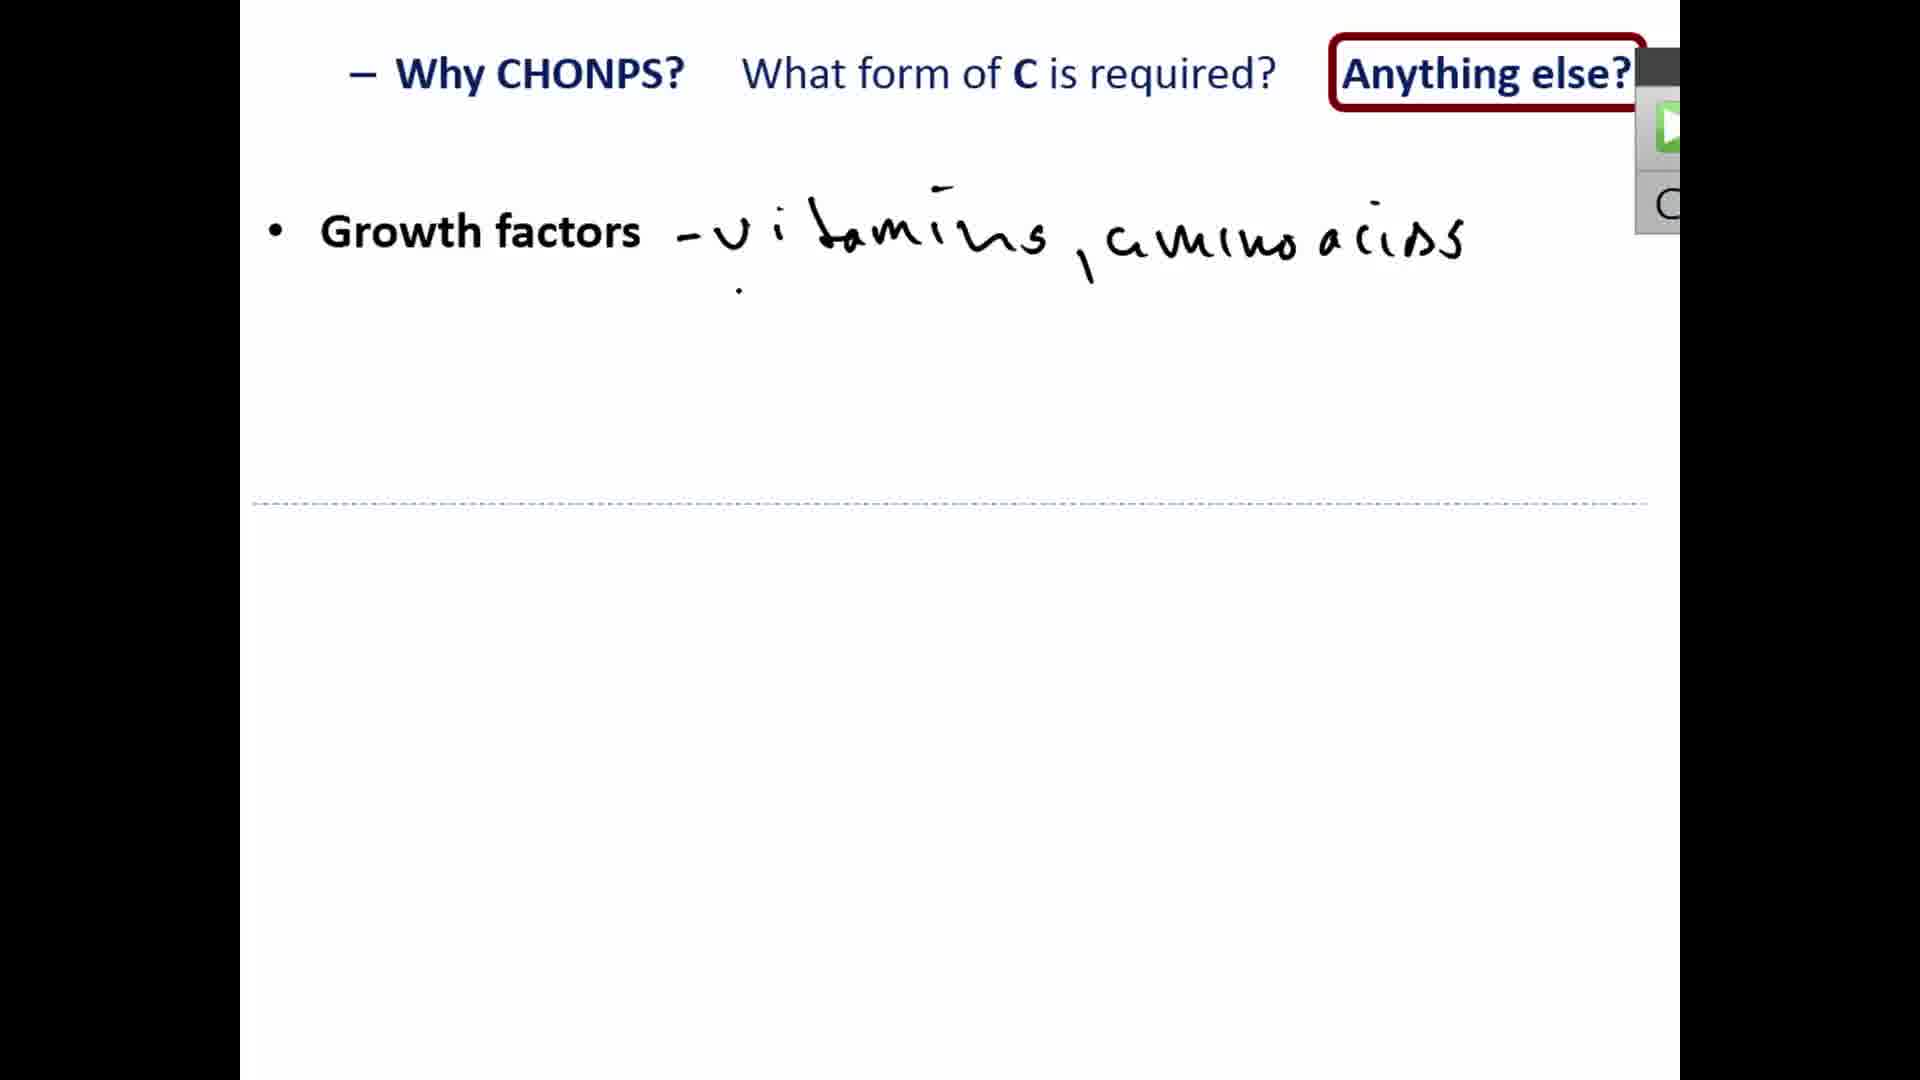 – Why CHONPS? What form of C is required? Anything else?
• Growth factors - vitamins, amino acids